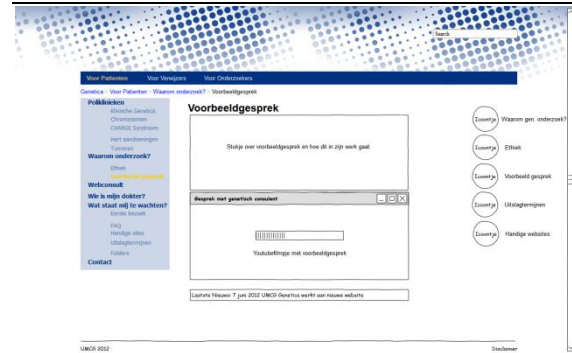 Search
Voor Patienten Voor Verwijzers Voor Onderzoekers
Genetica > Voor Patienten > Waarom onderzoek? > Voorbeeldgesprek
Poliklinieken
Klinische Genetica
Chromosomen
CHARGE Syndroom
Hart aandoeningen
Tumoren
Waarom onderzoek?
Ethiek
Voorbeeld gesprek
Webconsult
Wie is mijn dokter?
Wat staat mij te wachten?
Eerste bezoek
FAQ
Handige sites
Uitslagtermijnen
Folders
Contact
Voorbeeldgesprek
Stukje over voorbeeldgesprek en hoe dit in zijn werk gaat
Gesprek met genetisch consulent
Youtubefilmpje met voorbeeldgesprek
Laatste Nieuws: 7 juni 2012 UMCG Genetica werkt aan nieuwe website
Icoontje Waarom gen. onderzoek?
Icoontje Ethiek
Icoontje Voorbeeld gesprek
Icoontje Uitslagtermijnen
Icoontje Handige websites
UMCG 2012
Disclaimer